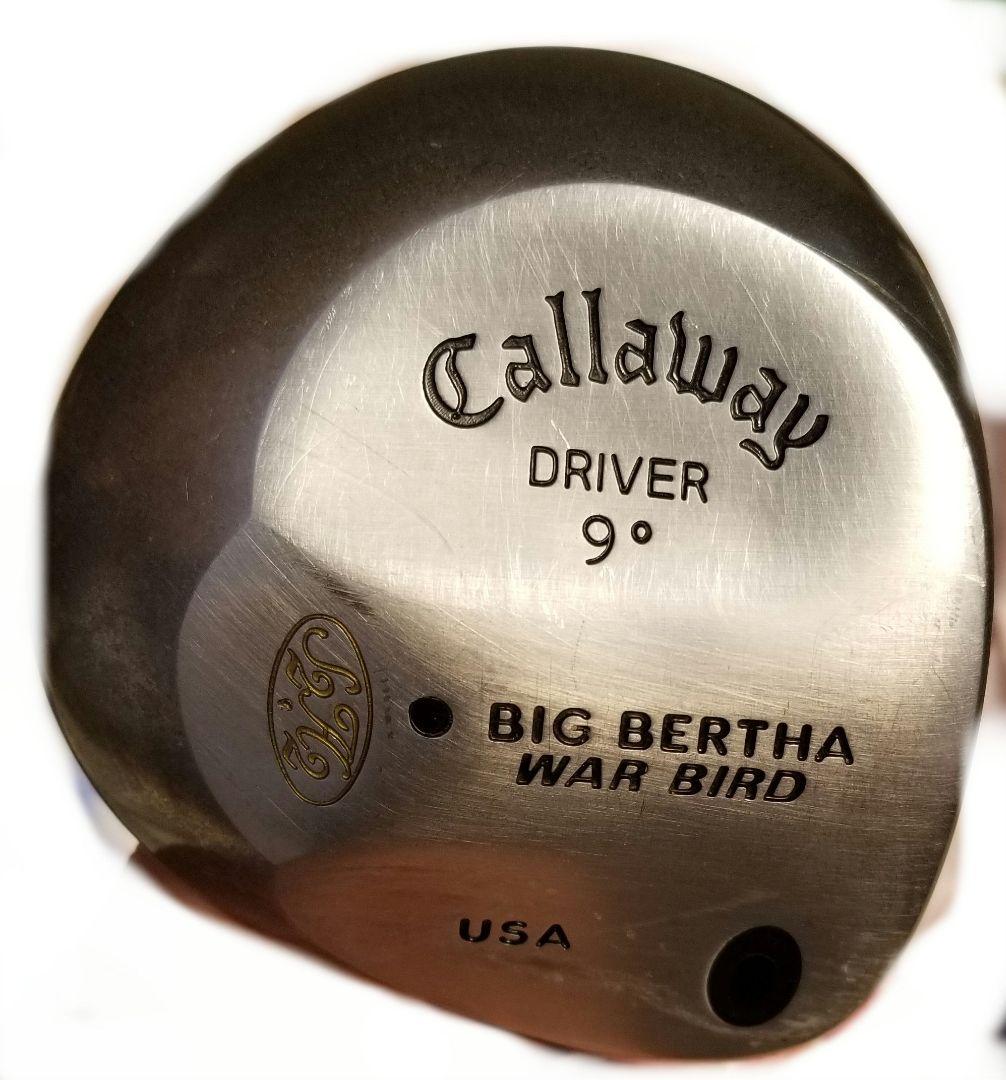 Callaway
DRIVER
9°
BIG BERTHA
WAR BIRD
USA